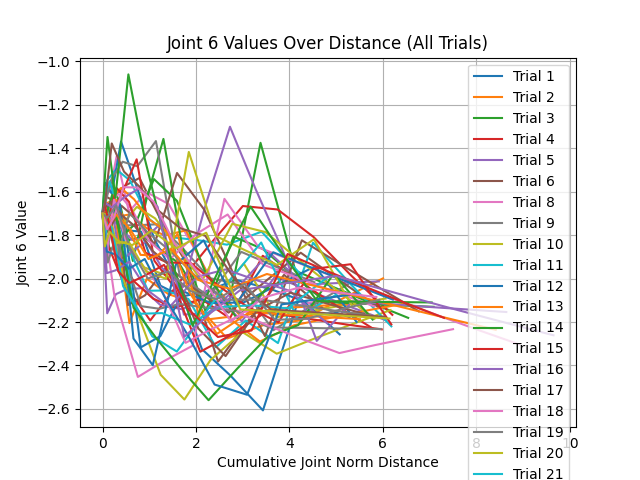 Joint 6 Values Over Distance (All Trials)
Joint 6 Value
−1.0
−1.2
−1.4
−1.6
−1.8
−2.0
−2.2
−2.4
−2.6
0
2
4
6
8
10
Cumulative Joint Norm Distance
Trial 1
Trial 2
Trial 3
Trial 4
Trial 5
Trial 6
Trial 8
Trial 9
Trial 10
Trial 11
Trial 12
Trial 13
Trial 14
Trial 15
Trial 16
Trial 17
Trial 18
Trial 19
Trial 20
Trial 21